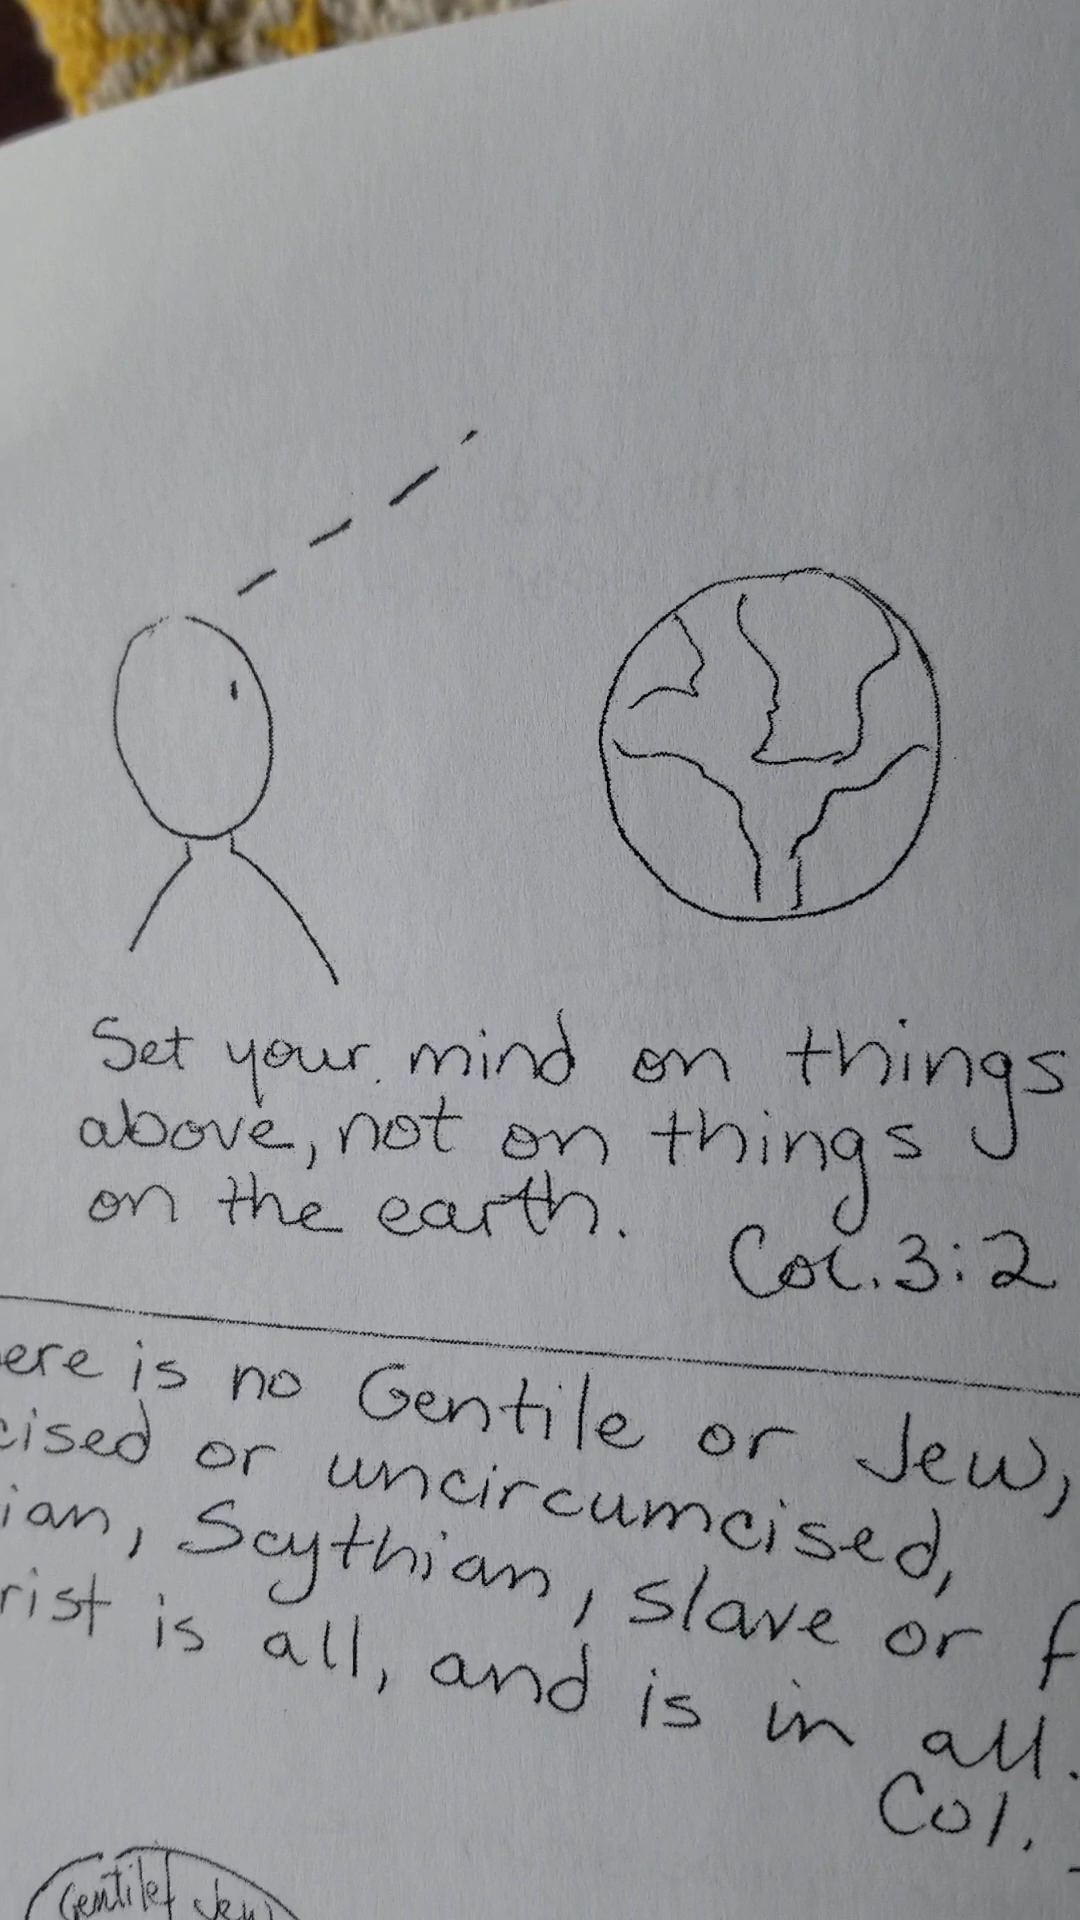 Set your mind on things
above, not on things
on the earth.
Col. 3:2
ere is no Gentile or Jew,
cised or uncircumcised,
ian, Scythian, slave or f
rist is all, and is in all.
Col.
Gentile Jew